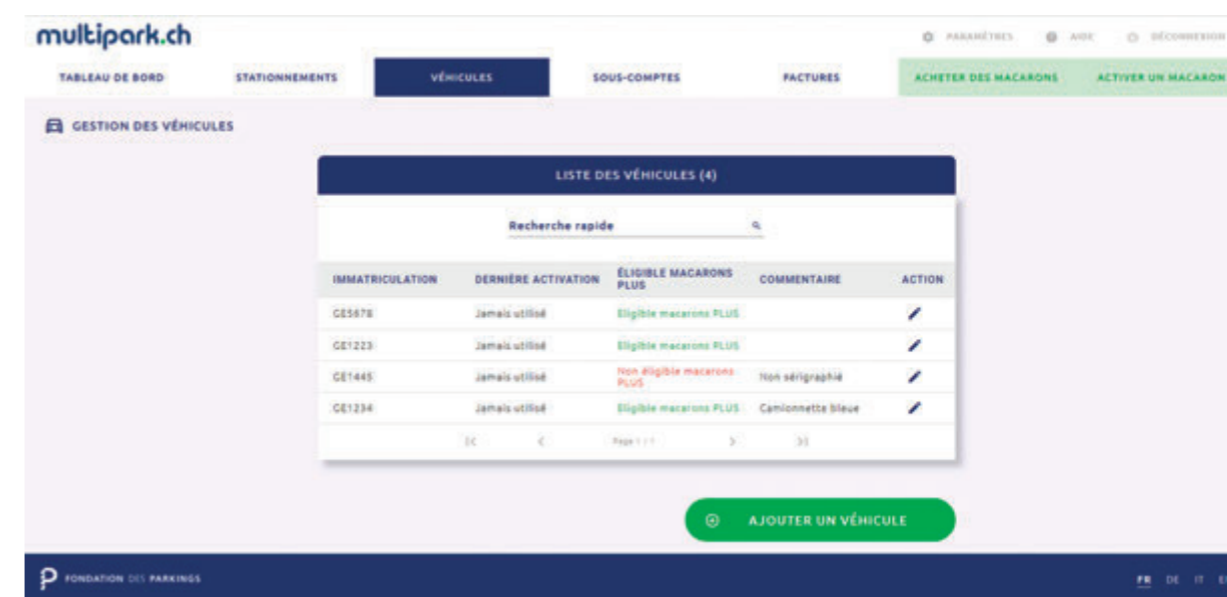 multipark.ch
PARAMÈTRES AIDE DÉCONNEXION
TABLEAU DE BORD STATIONNEMENTS VÉHICULES SOUS-COMPTES FACTURES ACHETER DES MACARONS ACTIVER UN MACARON
GESTION DES VÉHICULES
LISTE DES VÉHICULES (4)
Recherche rapide
IMMATRICULATION DERNIÈRE ACTIVATION ÉLIGIBLE MACARONS PLUS COMMENTAIRE ACTION
GE5678 Jamais utilisé Eligible macarons PLUS
GE1223 Jamais utilisé Eligible macarons PLUS
GE1445 Jamais utilisé Non éligible macarons PLUS Non sérigraphié
GE1234 Jamais utilisé Eligible macarons PLUS Camionnette bleue
Page 1 / 1
AJOUTER UN VÉHICULE
FONDATION DES PARKINGS
FR DE IT